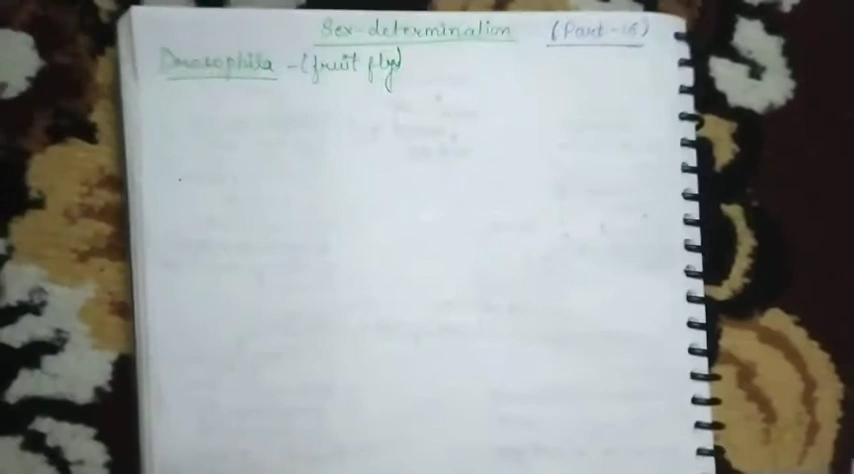 Sex-determination (Part-16)
Drosophila - (fruit fly)